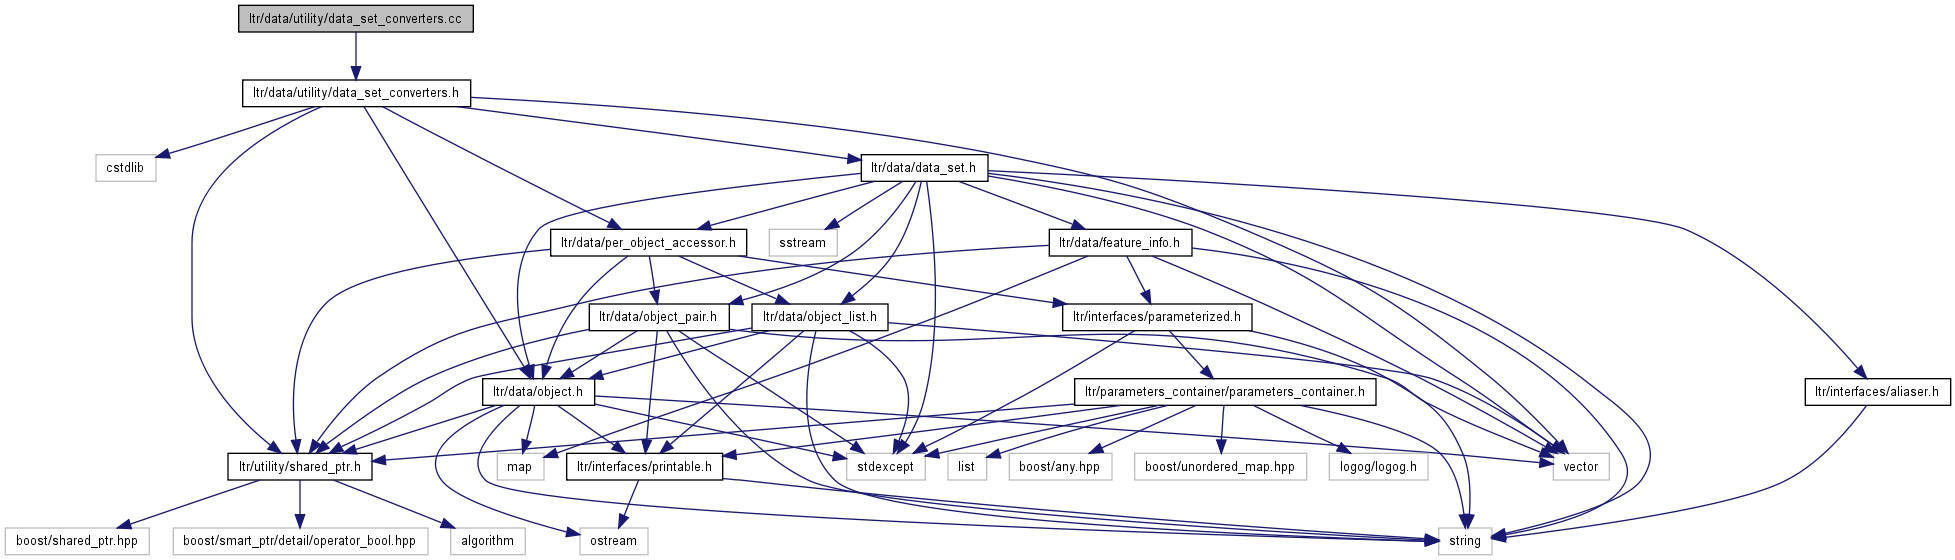 ltr/data/utility/data_set_converters.cc
ltr/data/utility/data_set_converters.h
cstdlib
ltr/data/data_set.h
ltr/data/per_object_accessor.h
sstream
ltr/data/feature_info.h
ltr/data/object_pair.h
ltr/data/object_list.h
ltr/interfaces/parameterized.h
ltr/data/object.h
ltr/parameters_container/parameters_container.h
ltr/interfaces/aliaser.h
ltr/utility/shared_ptr.h
map
ltr/interfaces/printable.h
stdexcept
list
boost/any.hpp
boost/unordered_map.hpp
logog/logog.h
vector
boost/shared_ptr.hpp
boost/smart_ptr/detail/operator_bool.hpp
algorithm
ostream
string